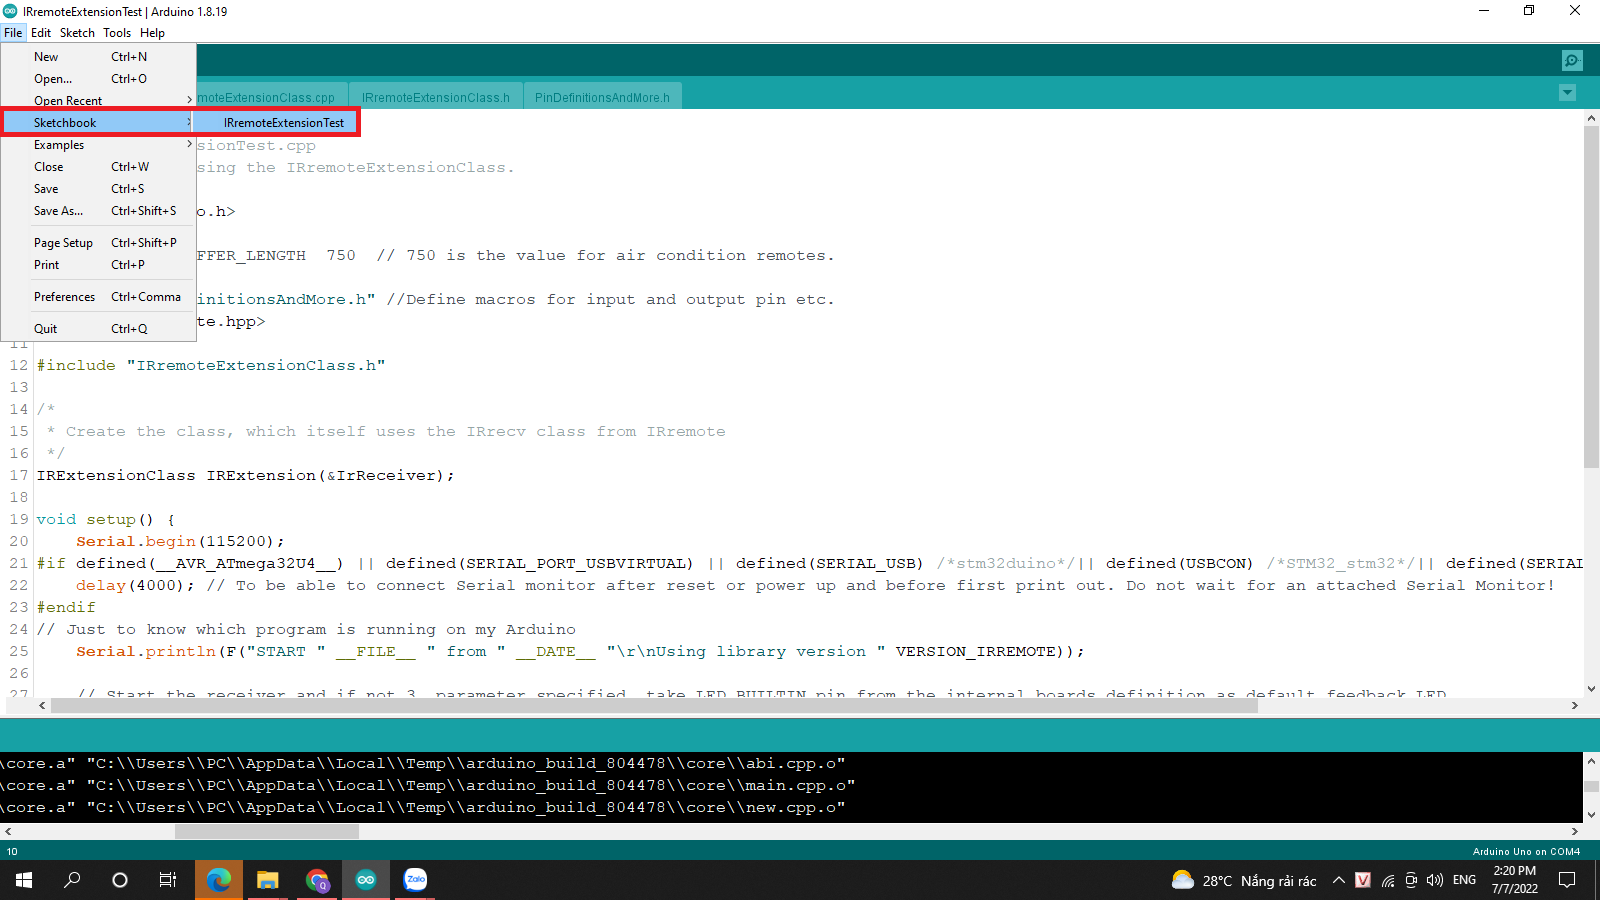 IRremoteExtensionTest | Arduino 1.8.19
File Edit Sketch Tools Help
New Ctrl+N
Open... Ctrl+O
Open Recent
Sketchbook
IRremoteExtensionTest
Examples
Close Ctrl+W
Save Ctrl+S
Save As... Ctrl+Shift+S
Page Setup Ctrl+Shift+P
Print Ctrl+P
Preferences Ctrl+Comma
Quit Ctrl+Q
moteExtensionClass.cpp IRremoteExtensionClass.h PinDefinitionsAndMore.h
sionTest.cpp
sing the IRremoteExtensionClass.
o.h>
FFER_LENGTH 750 // 750 is the value for air condition remotes.
initionsAndMore.h" //Define macros for input and output pin etc.
te.hpp>
11
12 #include "IRremoteExtensionClass.h"
13
14 /*
15 * Create the class, which itself uses the IRrecv class from IRremote
16 */
17 IRExtensionClass IRExtension(&IrReceiver);
18
19 void setup() {
20 Serial.begin(115200);
21 #if defined(__AVR_ATmega32U4__) || defined(SERIAL_PORT_USBVIRTUAL) || defined(SERIAL_USB) /*stm32duino*/|| defined(USBCON) /*STM32_stm32*/|| defined(SERIAL
22 delay(4000); // To be able to connect Serial monitor after reset or power up and before first print out. Do not wait for an attached Serial Monitor!
23 #endif
24 // Just to know which program is running on my Arduino
25 Serial.println(F("START " __FILE__ " from " __DATE__ "\r\nUsing library version " VERSION_IRREMOTE));
26
27 // Start the receiver and if not 3. parameter specified, take LED_BUILTIN pin from the internal boards definition as default feedback LED
\core.a" "C:\\Users\\PC\\AppData\\Local\\Temp\\arduino_build_804478\\core\\abi.cpp.o"
\core.a" "C:\\Users\\PC\\AppData\\Local\\Temp\\arduino_build_804478\\core\\main.cpp.o"
\core.a" "C:\\Users\\PC\\AppData\\Local\\Temp\\arduino_build_804478\\core\\new.cpp.o"
10 Arduino Uno on COM4
Zalo
28°C Nắng rải rác
V
ENG
2:20 PM
7/7/2022